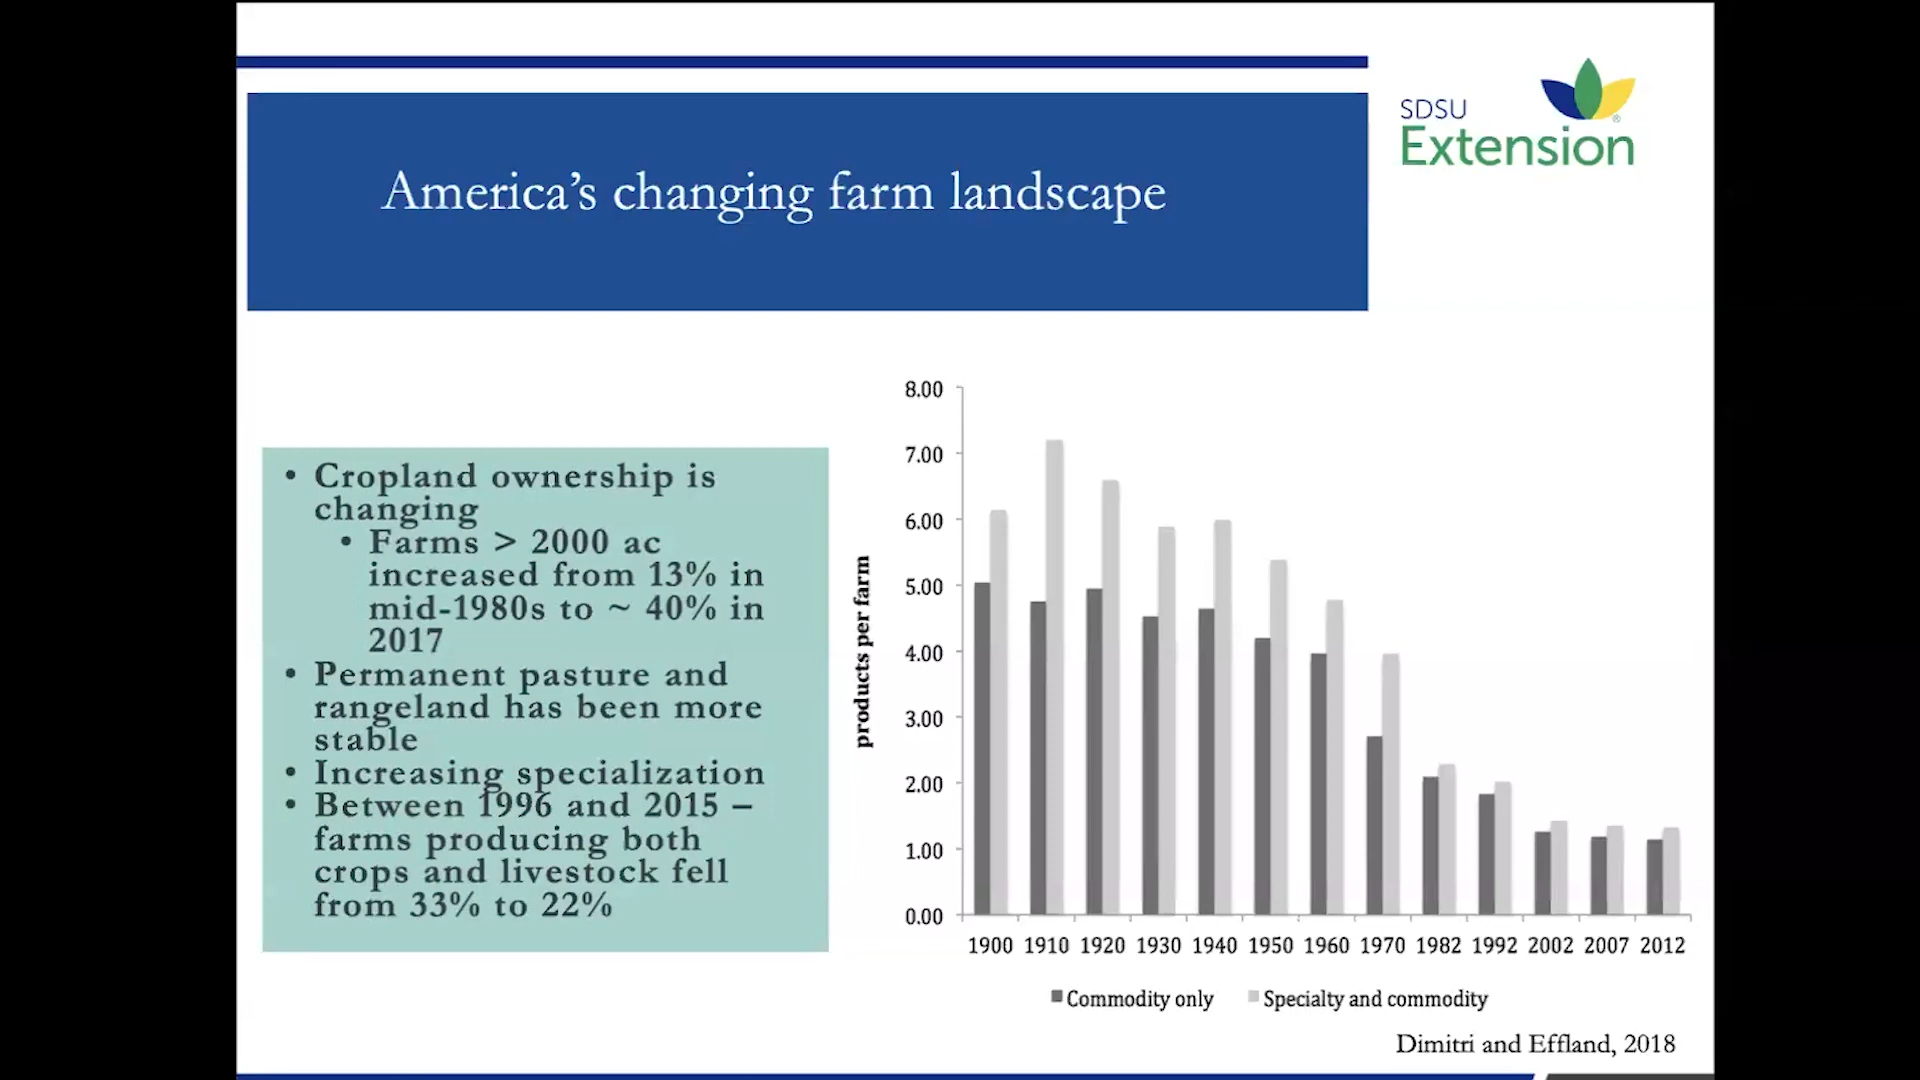 SDSU
Extension
America's changing farm landscape
• Cropland ownership is
changing
• Farms > 2000 ac
increased from 13% in
mid-1980s to ~ 40% in
2017
• Permanent pasture and
rangeland has been more
stable
• Increasing specialization
• Between 1996 and 2015 –
farms producing both
crops and livestock fell
from 33% to 22%
products per farm
8.00
7.00
6.00
5.00
4.00
3.00
2.00
1.00
0.00
1900 1910 1920 1930 1940 1950 1960 1970 1982 1992 2002 2007 2012
Commodity only Specialty and commodity
Dimitri and Effland, 2018